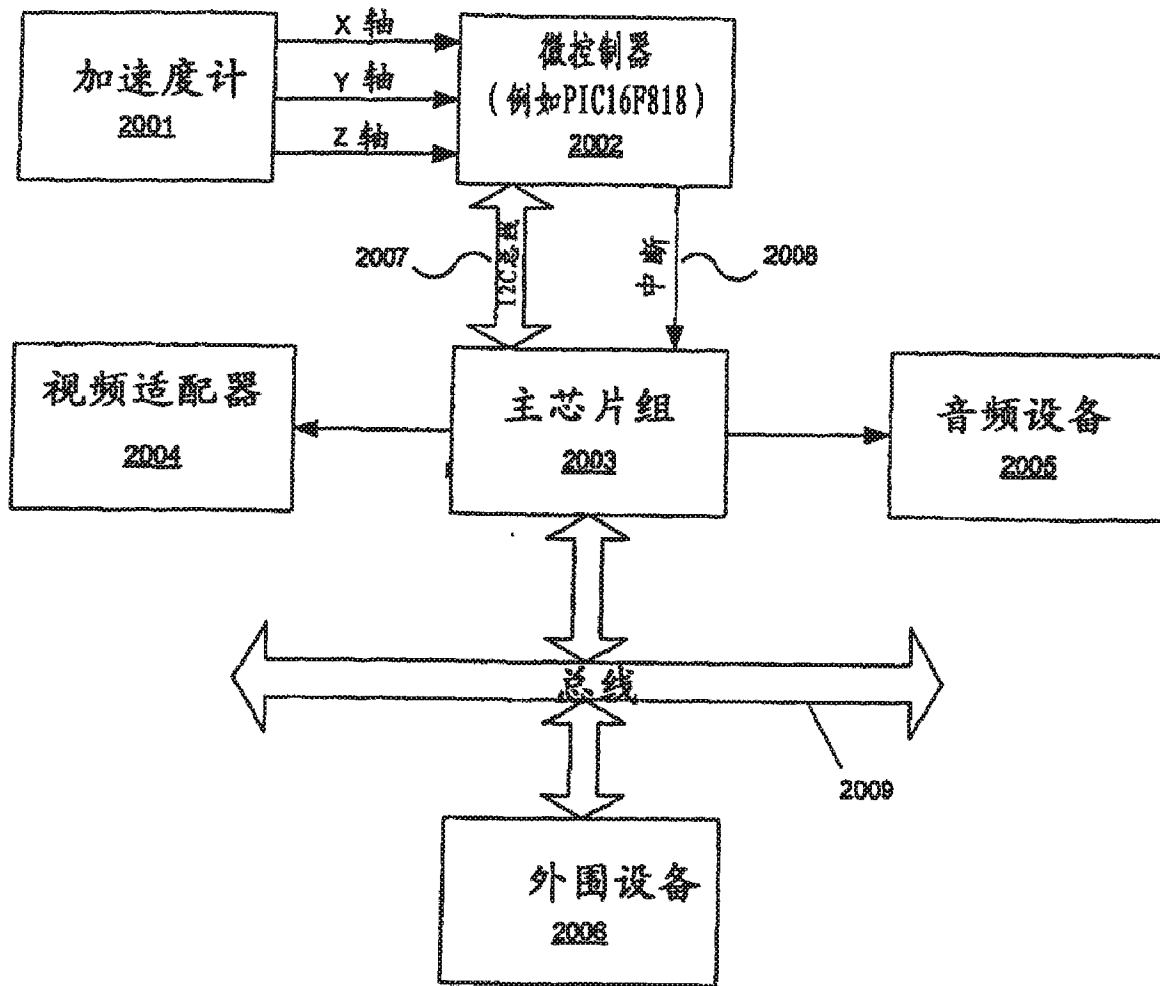 加速度计
2001
X 轴
Y 轴
Z 轴
微控制器
(例如PIC16F818)
2002
2007
I2C总线
中断
2008
视频适配器
2004
主芯片组
2003
音频设备
2005
总线
2009
外围设备
2006